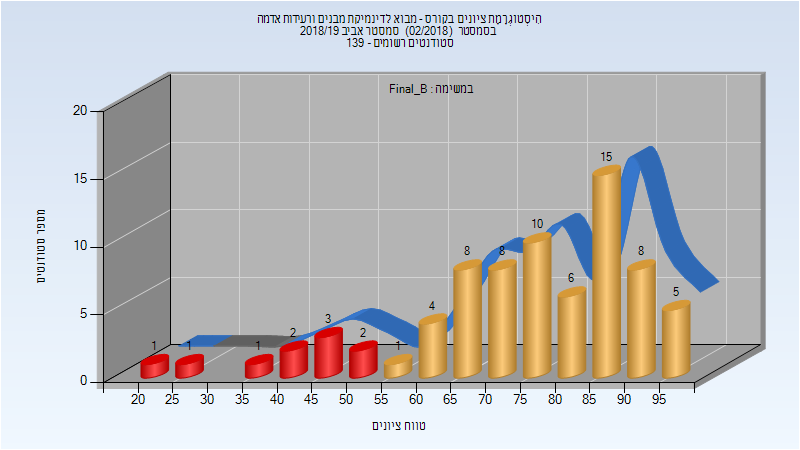 היסטוגרמת ציונים בקורס - מבוא לדינמיקת מבנים ורעידות אדמה
בסמסטר (02/2018) סמסטר אביב 2018/19
סטודנטים רשומים - 139
במשימה : Final_B
מספר סטודנטים
20
15
10
5
0
1 1 1 2 3 2 1 4 8 8 10 6 15 8 5
20 25 30 35 40 45 50 55 60 65 70 75 80 85 90 95
טווח ציונים